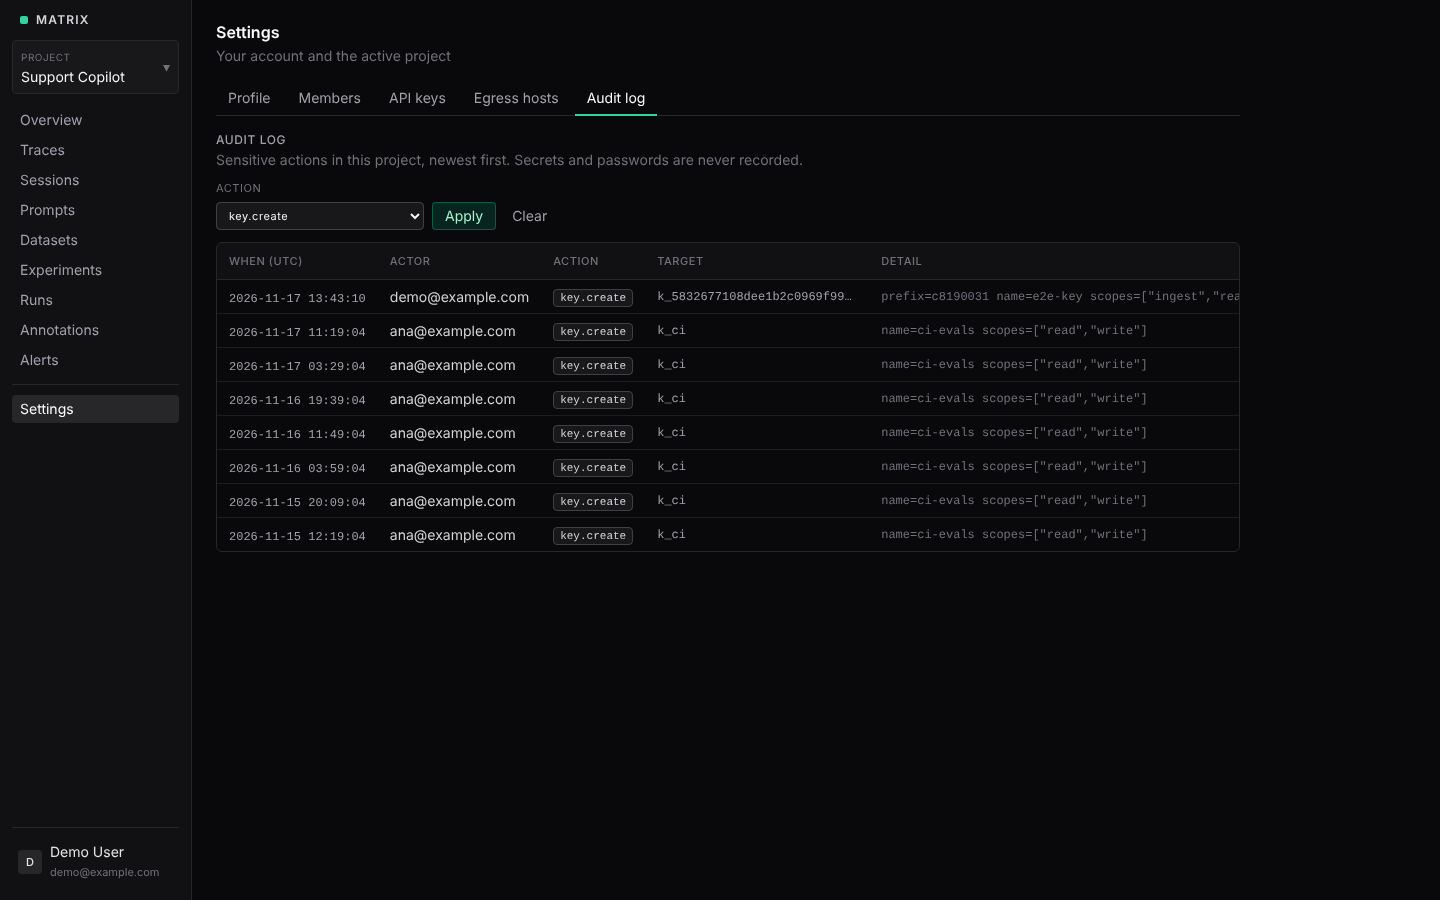 MATRIX
PROJECT
Support Copilot
Overview
Traces
Sessions
Prompts
Datasets
Experiments
Runs
Annotations
Alerts
Settings
D
Demo User
demo@example.com
Settings
Your account and the active project
Profile Members API keys Egress hosts Audit log
AUDIT LOG
Sensitive actions in this project, newest first. Secrets and passwords are never recorded.
ACTION
key.create Apply Clear
WHEN (UTC) ACTOR ACTION TARGET DETAIL
2026-11-17 13:43:10 demo@example.com key.create k_5832677108dee1b2c0969f99… prefix=c8190031 name=e2e-key scopes=["ingest","rea
2026-11-17 11:19:04 ana@example.com key.create k_ci name=ci-evals scopes=["read","write"]
2026-11-17 03:29:04 ana@example.com key.create k_ci name=ci-evals scopes=["read","write"]
2026-11-16 19:39:04 ana@example.com key.create k_ci name=ci-evals scopes=["read","write"]
2026-11-16 11:49:04 ana@example.com key.create k_ci name=ci-evals scopes=["read","write"]
2026-11-16 03:59:04 ana@example.com key.create k_ci name=ci-evals scopes=["read","write"]
2026-11-15 20:09:04 ana@example.com key.create k_ci name=ci-evals scopes=["read","write"]
2026-11-15 12:19:04 ana@example.com key.create k_ci name=ci-evals scopes=["read","write"]